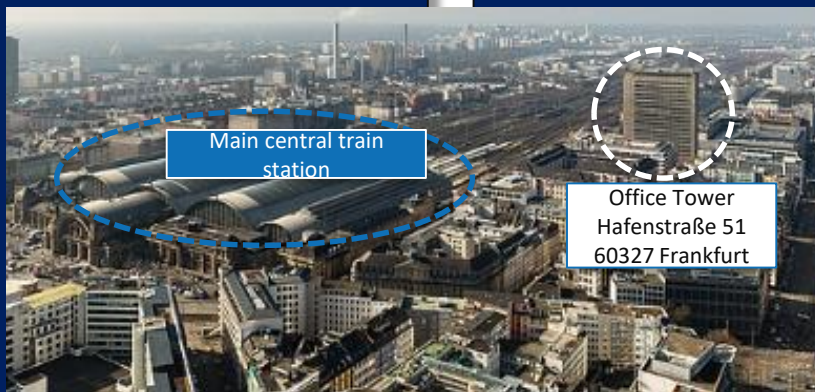 Main central train
station
Office Tower
Hafenstraße 51
60327 Frankfurt